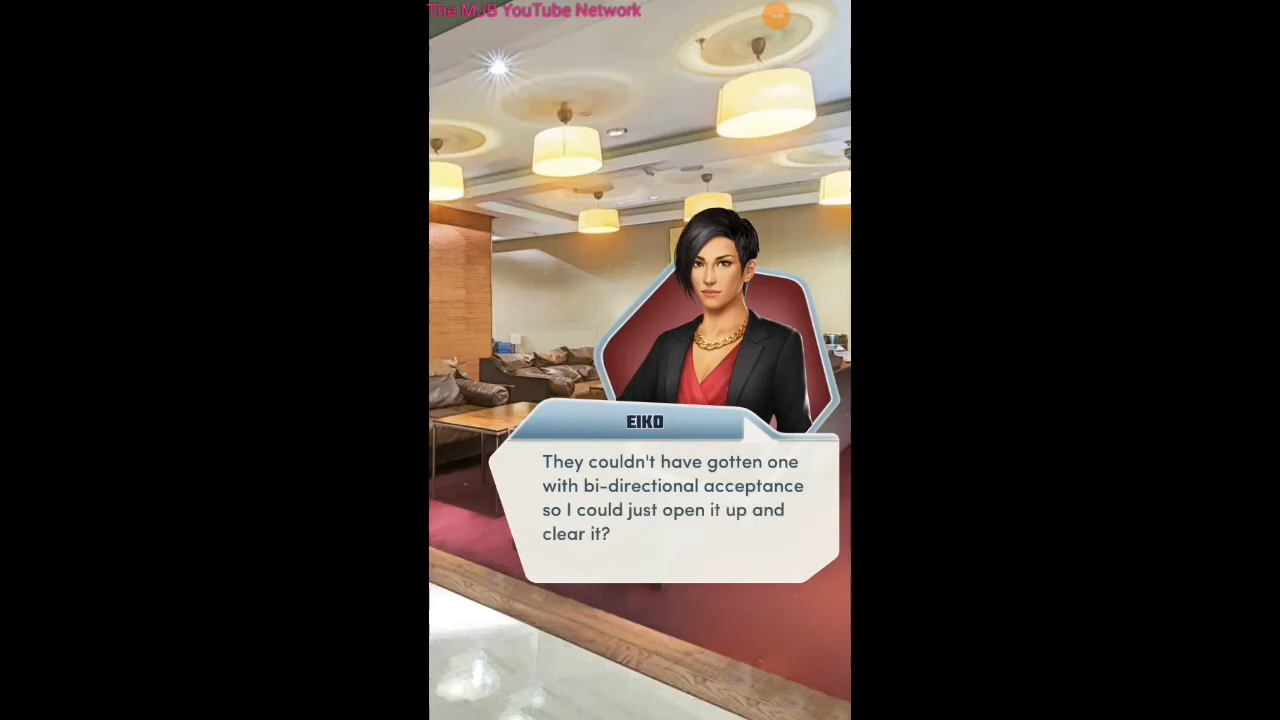 The MJB YouTube Network
EIKO
They couldn't have gotten one
with bi-directional acceptance
so I could just open it up and
clear it?